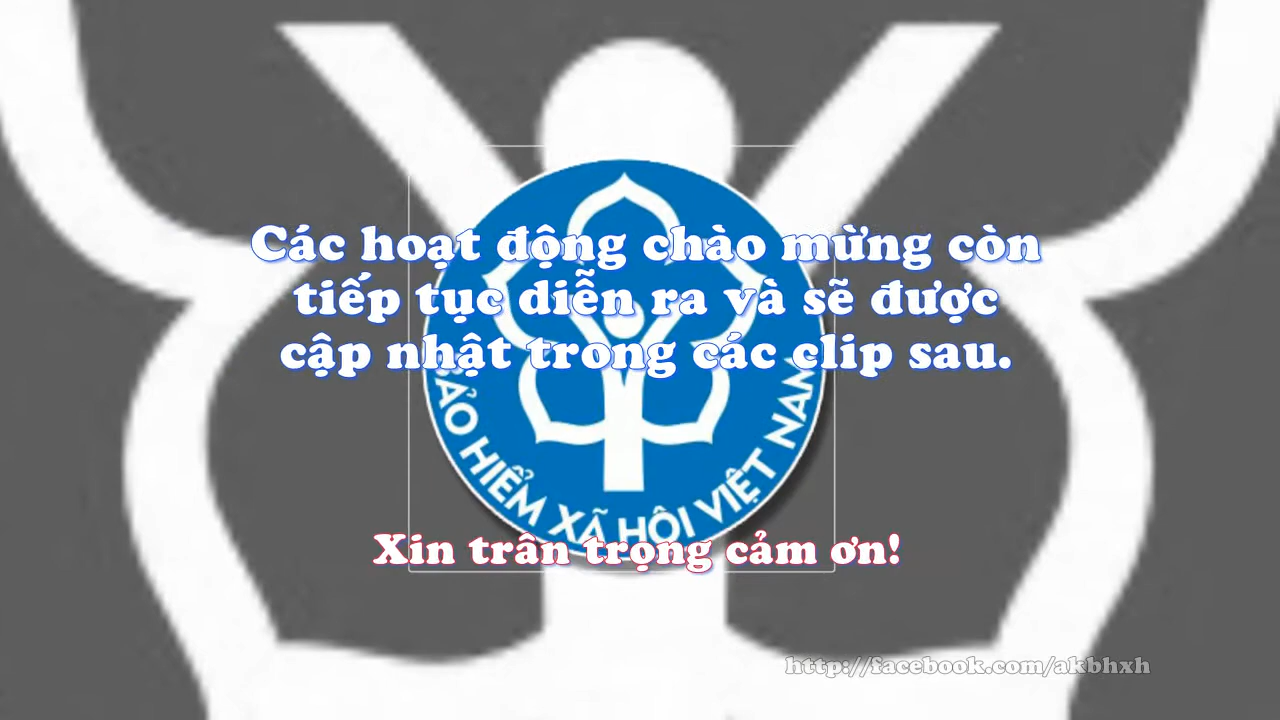 Các hoạt động chào mừng còn
tiếp tục diễn ra và sẽ được
cập nhật trong các clip sau.
BẢO HIỂM XÃ HỘI VIỆT NAM
Xin trân trọng cảm ơn!
http://facebook.com/akbhxh